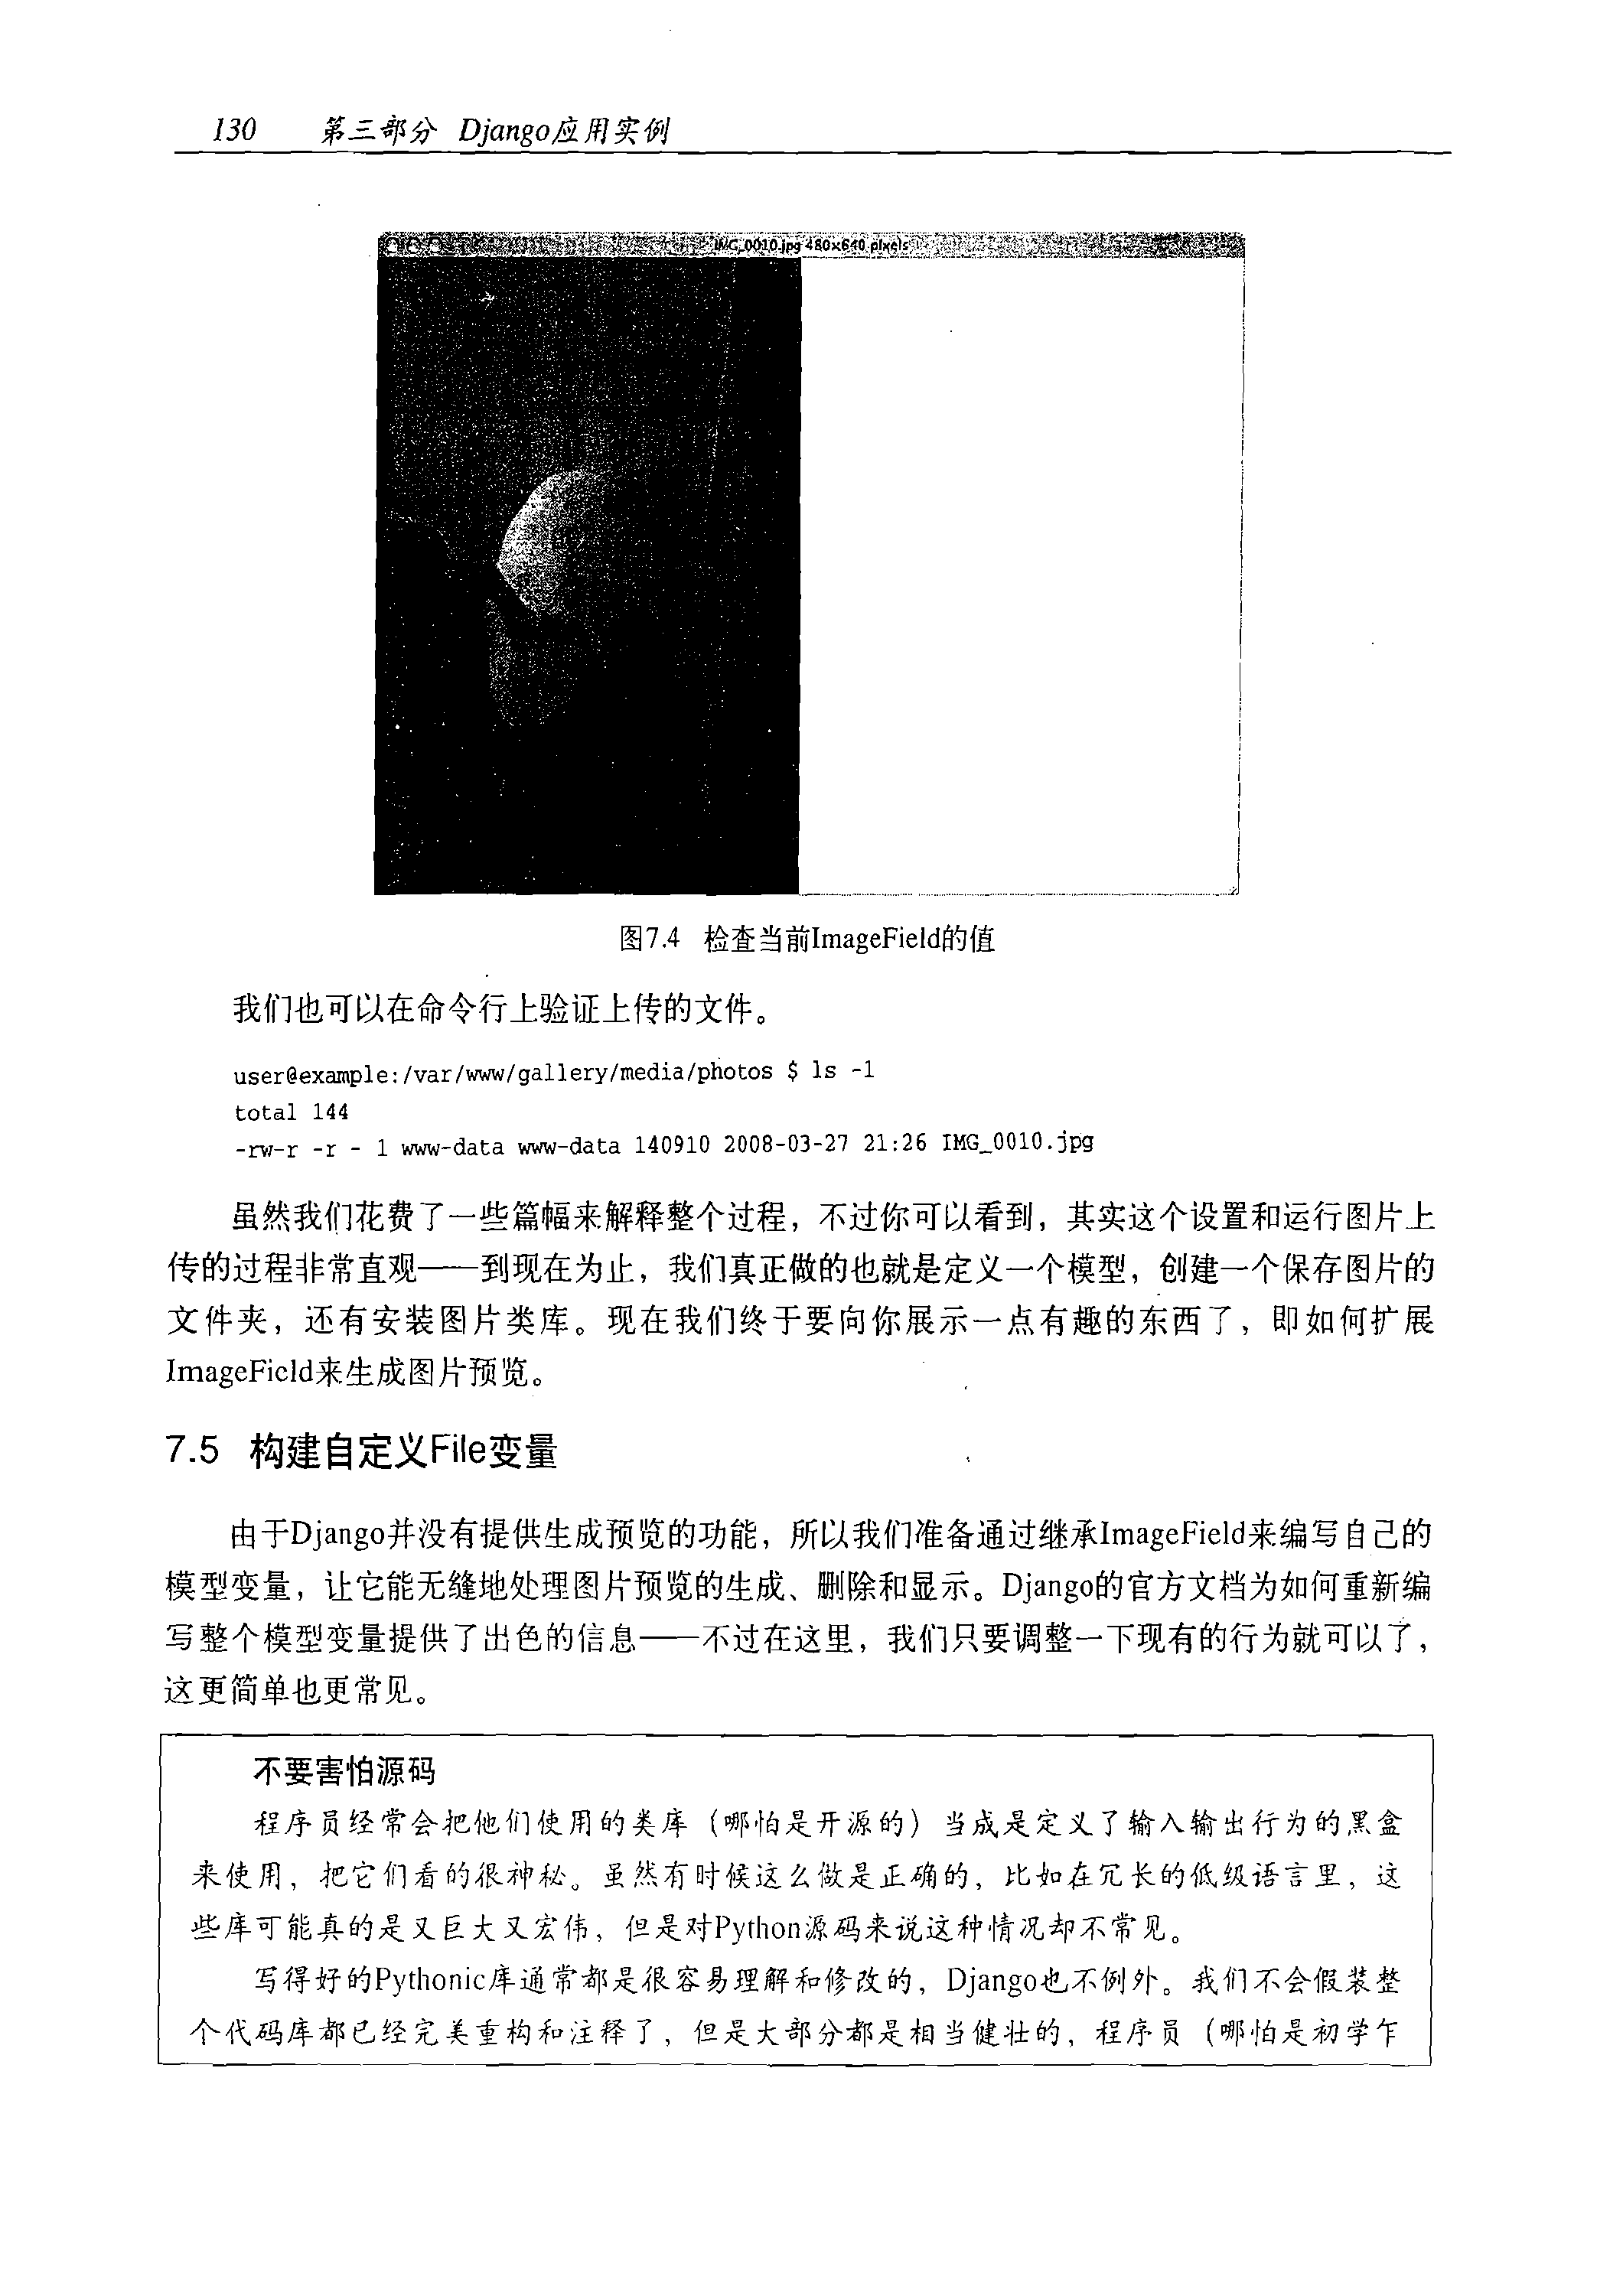 130 第三部分 Django应用实例
IMG_0010.jpg 480x640 pixels
图7.4 检查当前ImageField的值
我们也可以在命令行上验证上传的文件。
user@example:/var/www/gallery/media/photos $ ls -l
total 144
-rw-r -r - 1 www-data www-data 140910 2008-03-27 21:26 IMG_0010.jpg
虽然我们花费了一些篇幅来解释整个过程，不过你可以看到，其实这个设置和运行图片上
传的过程非常直观——到现在为止，我们真正做的也就是定义一个模型，创建一个保存图片的
文件夹，还有安装图片类库。现在我们终于要向你展示一点有趣的东西了，即如何扩展
ImageField来生成图片预览。
7.5 构建自定义File变量
由于Django并没有提供生成预览的功能，所以我们准备通过继承ImageField来编写自己的
模型变量，让它能无缝地处理图片预览的生成、删除和显示。Django的官方文档为如何重新编
写整个模型变量提供了出色的信息——不过在这里，我们只要调整一下现有的行为就可以了，
这更简单也更常见。
不要害怕源码
程序员经常会把他们使用的类库（哪怕是开源的）当成是定义了输入输出行为的黑盒
来使用，把它们看的很神秘。虽然有时候这么做是正确的，比如在冗长的低级语言里，这
些库可能真的是又巨大又宏伟，但是对Python源码来说这种情况却不常见。
写得好的Pythonic库通常都是很容易理解和修改的，Django也不例外。我们不会假装整
个代码库都已经完美重构和注释了，但是大部分都是相当健壮的，程序员（哪怕是初学乍